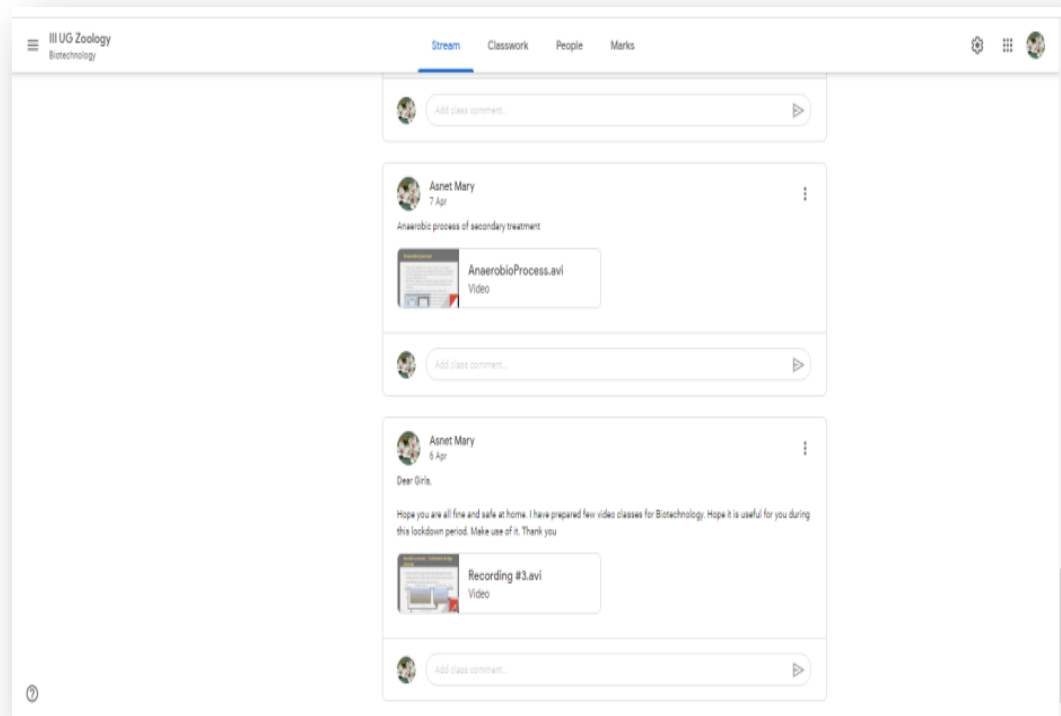 III UG Zoology
Biotechnology
Stream Classwork People Marks
Add class comment...
Asnet Mary
7 Apr
Anaerobic process of secondary treatment
AnaerobioProcess.avi
Video
Add class comment...
Asnet Mary
6 Apr
Dear Girls,
Hope you are all fine and safe at home. I have prepared few video classes for Biotechnology. Hope it is useful for you during
this lockdown period. Make use of it. Thank you
Recording #3.avi
Video
Add class comment...